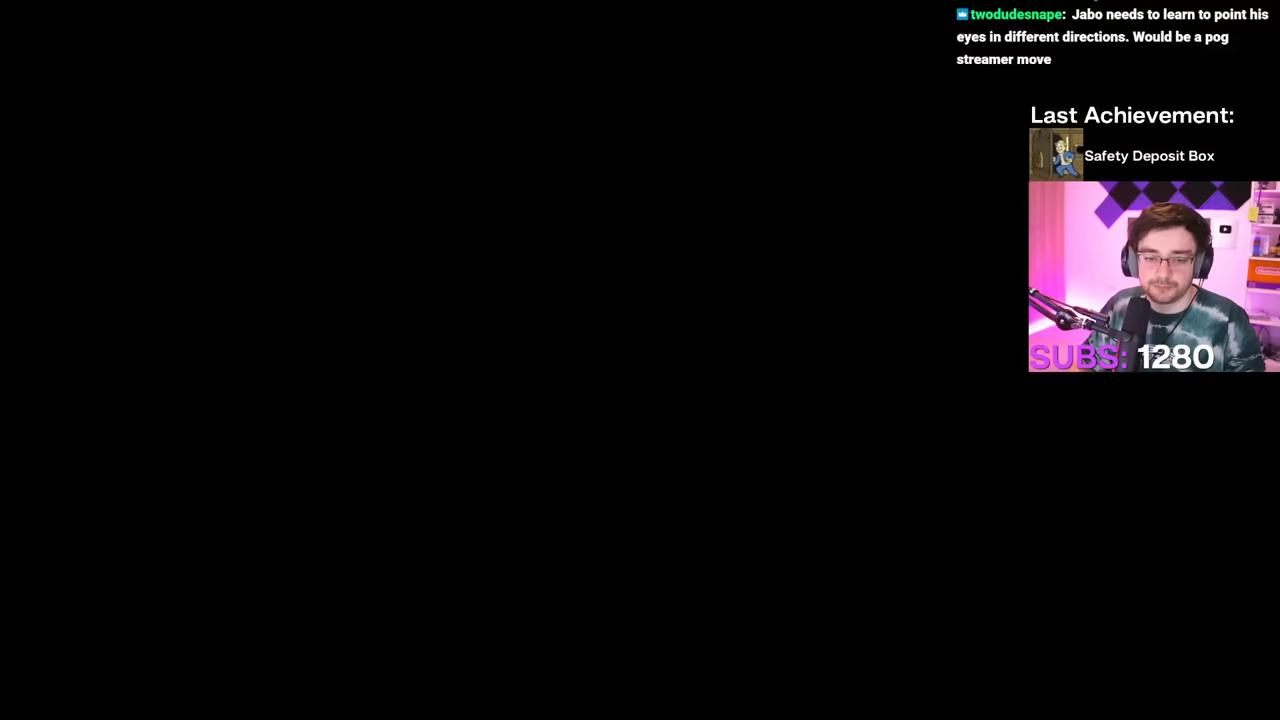 twodudesnape: Jabo needs to learn to point his
eyes in different directions. Would be a pog
streamer move
Last Achievement:
Safety Deposit Box
SUBS: 1280